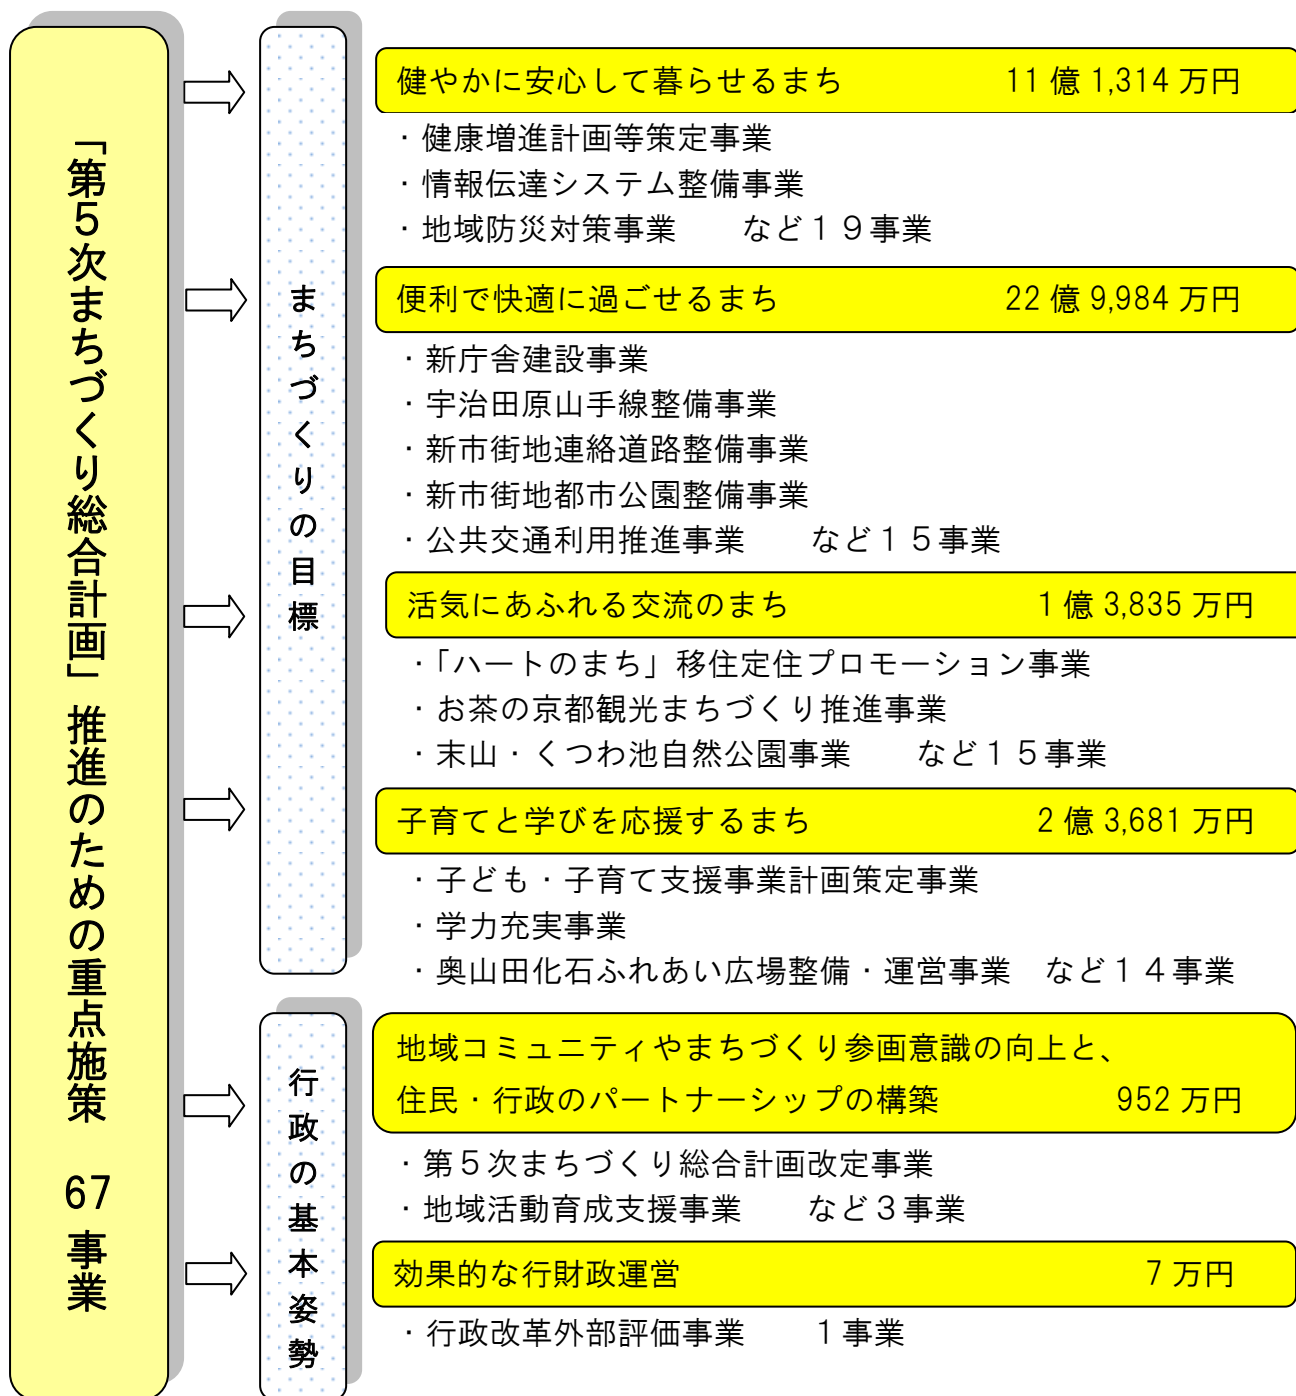 「第5次まちづくり総合計画」推進のための重点施策 67事業
まちづくりの目標
健やかに安心して暮らせるまち 11億1,314万円
・健康増進計画等策定事業
・情報伝達システム整備事業
・地域防災対策事業 など19事業
便利で快適に過ごせるまち 22億9,984万円
・新庁舎建設事業
・宇治田原山手線整備事業
・新市街地連絡道路整備事業
・新市街地都市公園整備事業
・公共交通利用推進事業 など15事業
活気にあふれる交流のまち 1億3,835万円
・「ハートのまち」移住定住プロモーション事業
・お茶の京都観光まちづくり推進事業
・末山・くつわ池自然公園事業 など15事業
子育てと学びを応援するまち 2億3,681万円
・子ども・子育て支援事業計画策定事業
・学力充実事業
・奥山田化石ふれあい広場整備・運営事業 など14事業
行政の基本姿勢
地域コミュニティやまちづくり参画意識の向上と、
住民・行政のパートナーシップの構築 952万円
・第5次まちづくり総合計画改定事業
・地域活動育成支援事業 など3事業
効果的な行財政運営 7万円
・行政改革外部評価事業 1事業